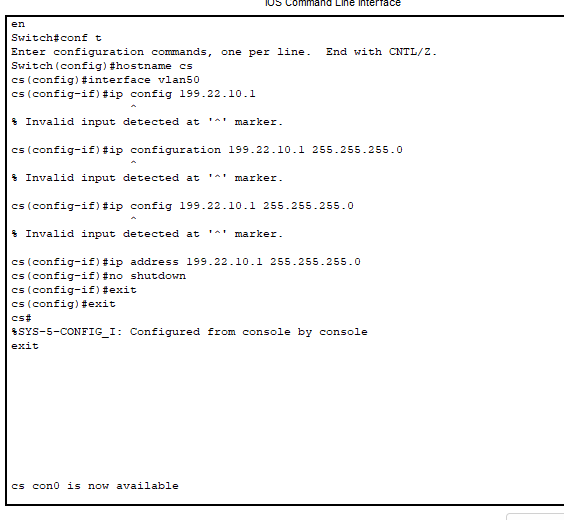 IOS Command Line Interface
en
Switch#conf t
Enter configuration commands, one per line.  End with CNTL/Z.
Switch(config)#hostname cs
cs(config)#interface vlan50
cs(config-if)#ip config 199.22.10.1
^
% Invalid input detected at '^' marker.
cs(config-if)#ip configuration 199.22.10.1 255.255.255.0
^
% Invalid input detected at '^' marker.
cs(config-if)#ip config 199.22.10.1 255.255.255.0
^
% Invalid input detected at '^' marker.
cs(config-if)#ip address 199.22.10.1 255.255.255.0
cs(config-if)#no shutdown
cs(config-if)#exit
cs(config)#exit
cs#
%SYS-5-CONFIG_I: Configured from console by console
exit
cs con0 is now available